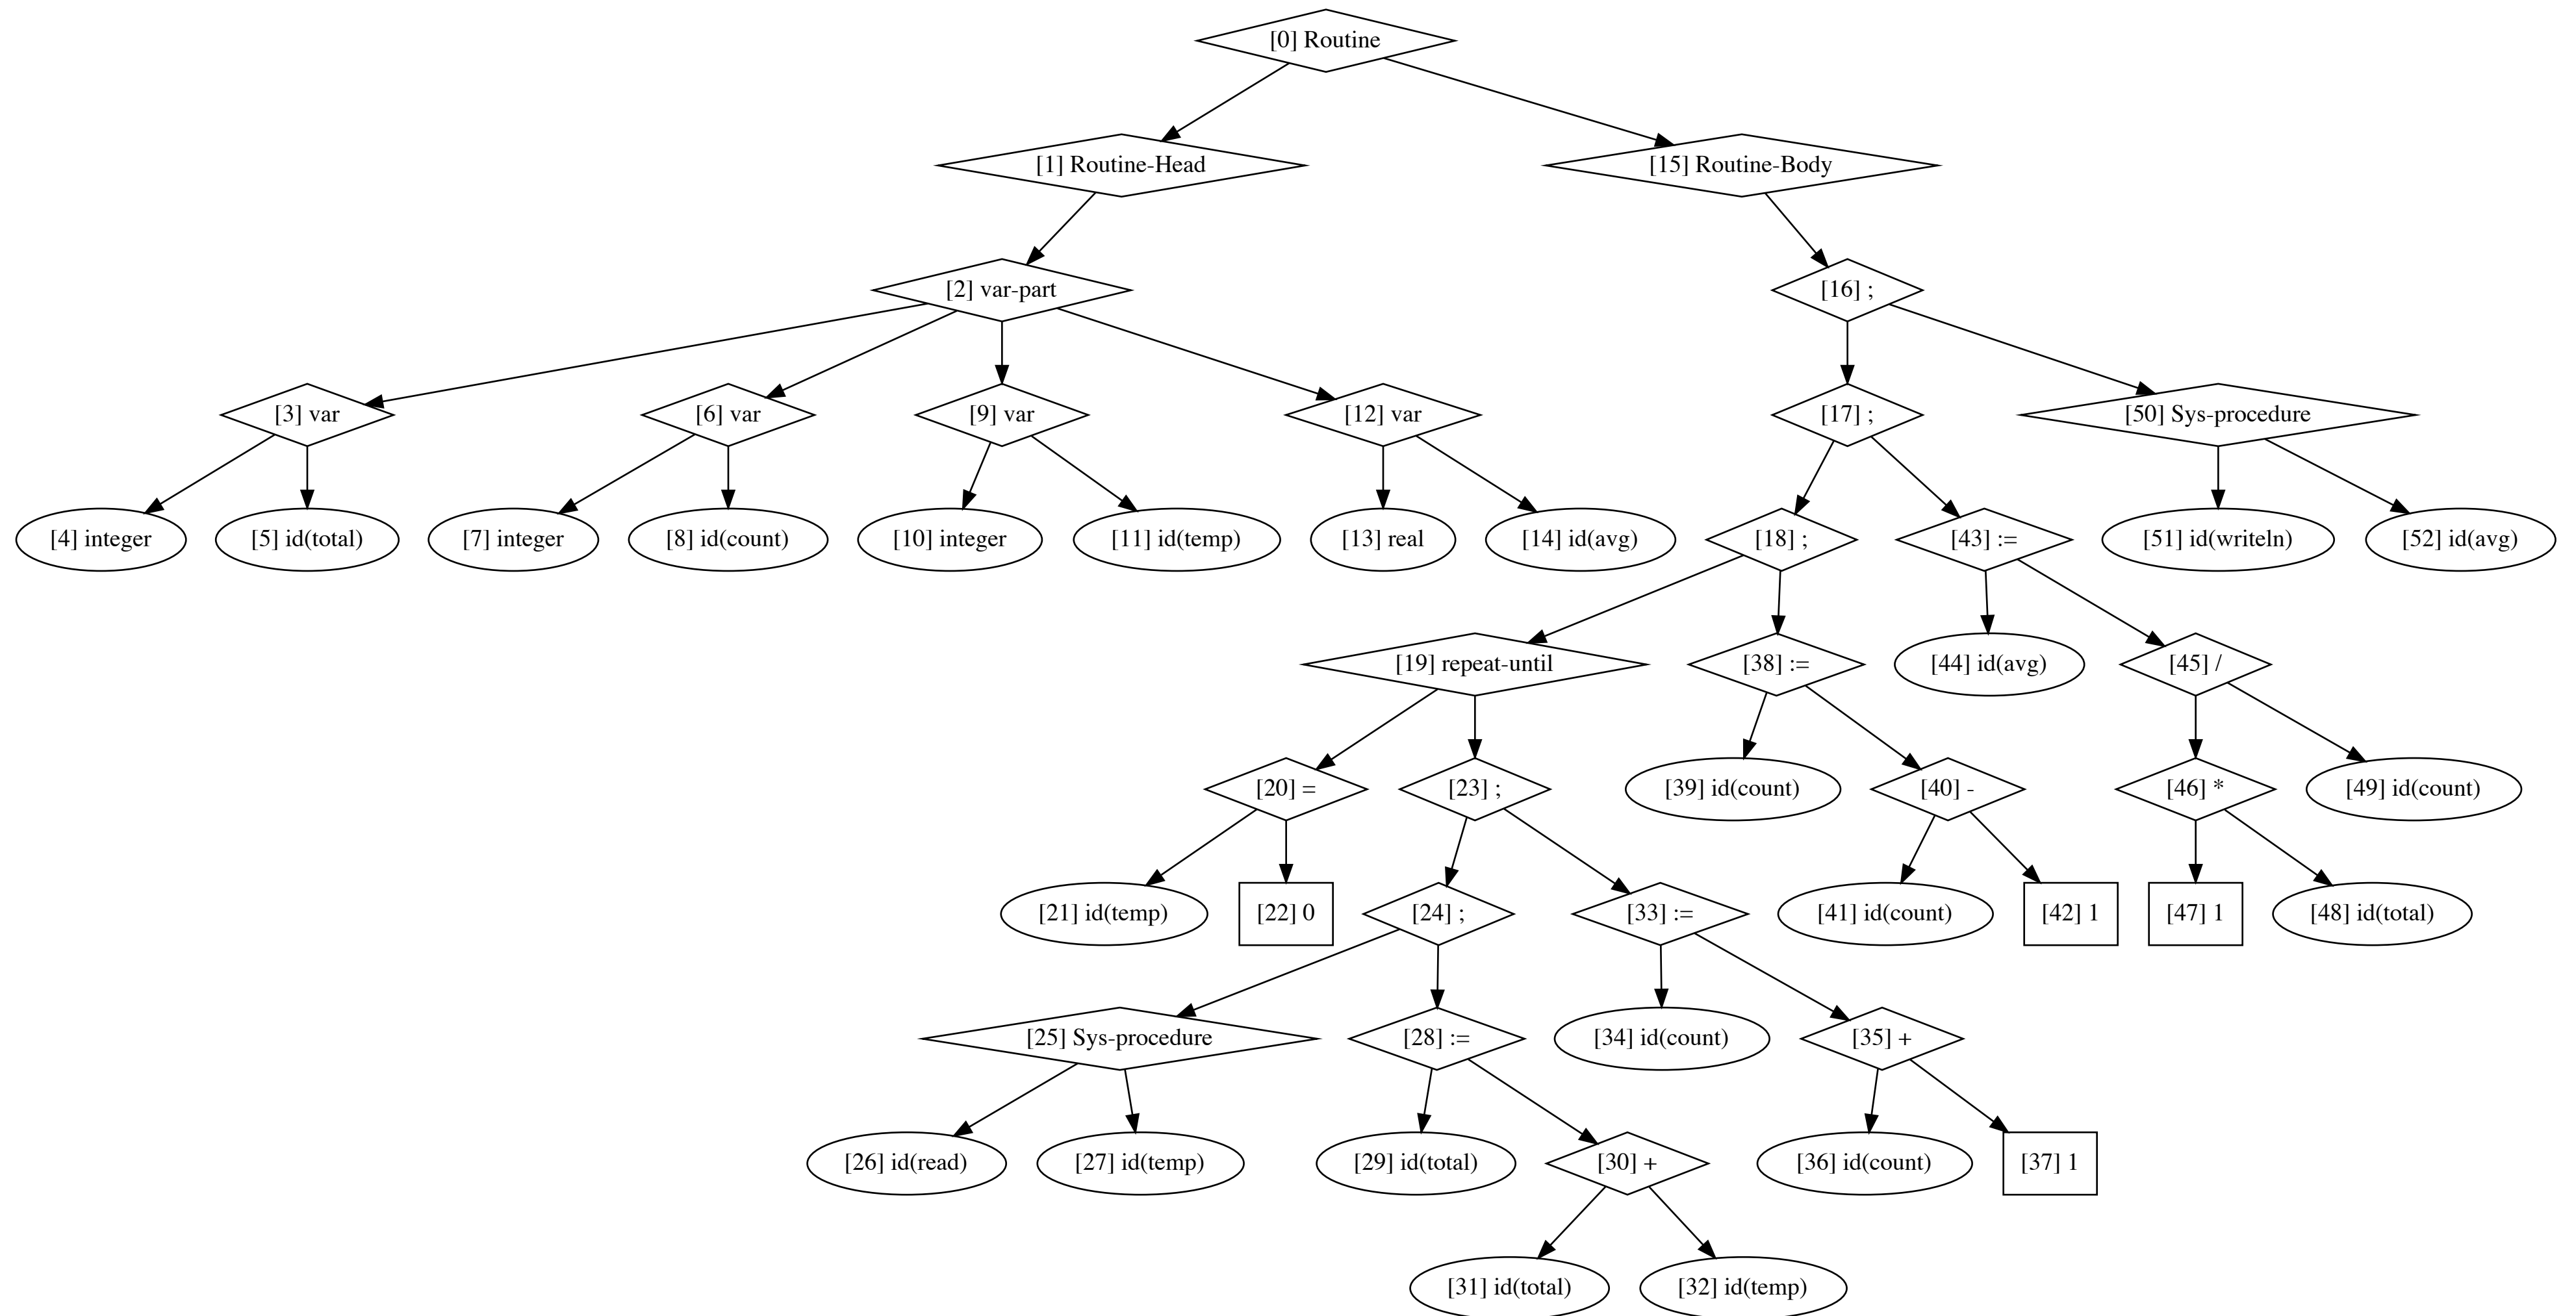 [0] Routine
[1] Routine-Head
[15] Routine-Body
[2] var-part
[16] ;
[3] var
[6] var
[9] var
[12] var
[17] ;
[50] Sys-procedure
[4] integer
[5] id(total)
[7] integer
[8] id(count)
[10] integer
[11] id(temp)
[13] real
[14] id(avg)
[18] ;
[43] :=
[51] id(writeln)
[52] id(avg)
[19] repeat-until
[38] :=
[44] id(avg)
[45] /
[20] =
[23] ;
[39] id(count)
[40] -
[46] *
[49] id(count)
[21] id(temp)
[22] 0
[24] ;
[33] :=
[41] id(count)
[42] 1
[47] 1
[48] id(total)
[25] Sys-procedure
[28] :=
[34] id(count)
[35] +
[26] id(read)
[27] id(temp)
[29] id(total)
[30] +
[36] id(count)
[37] 1
[31] id(total)
[32] id(temp)